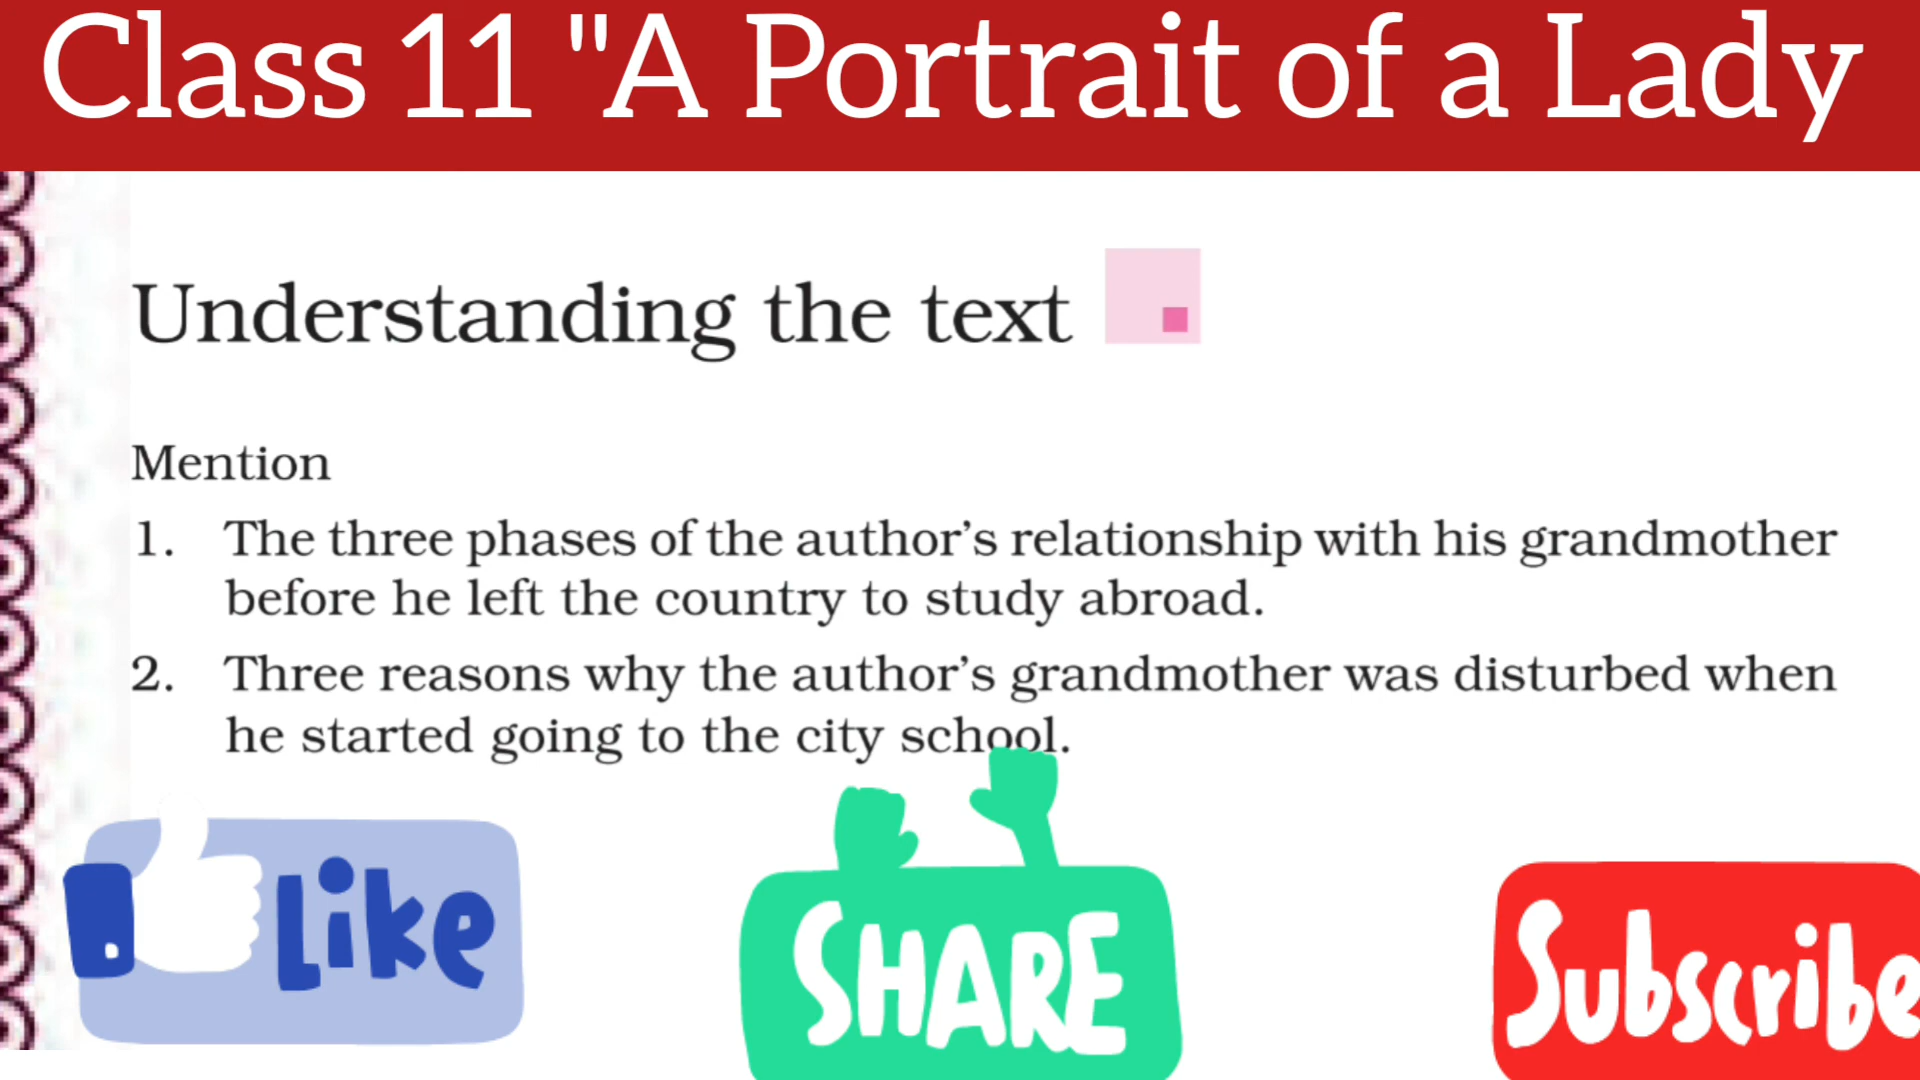 Class 11 "A Portrait of a Lady
Understanding the text
Mention
1. The three phases of the author's relationship with his grandmother
before he left the country to study abroad.
2. Three reasons why the author's grandmother was disturbed when
he started going to the city school.
Like
SHARE
Subscribe